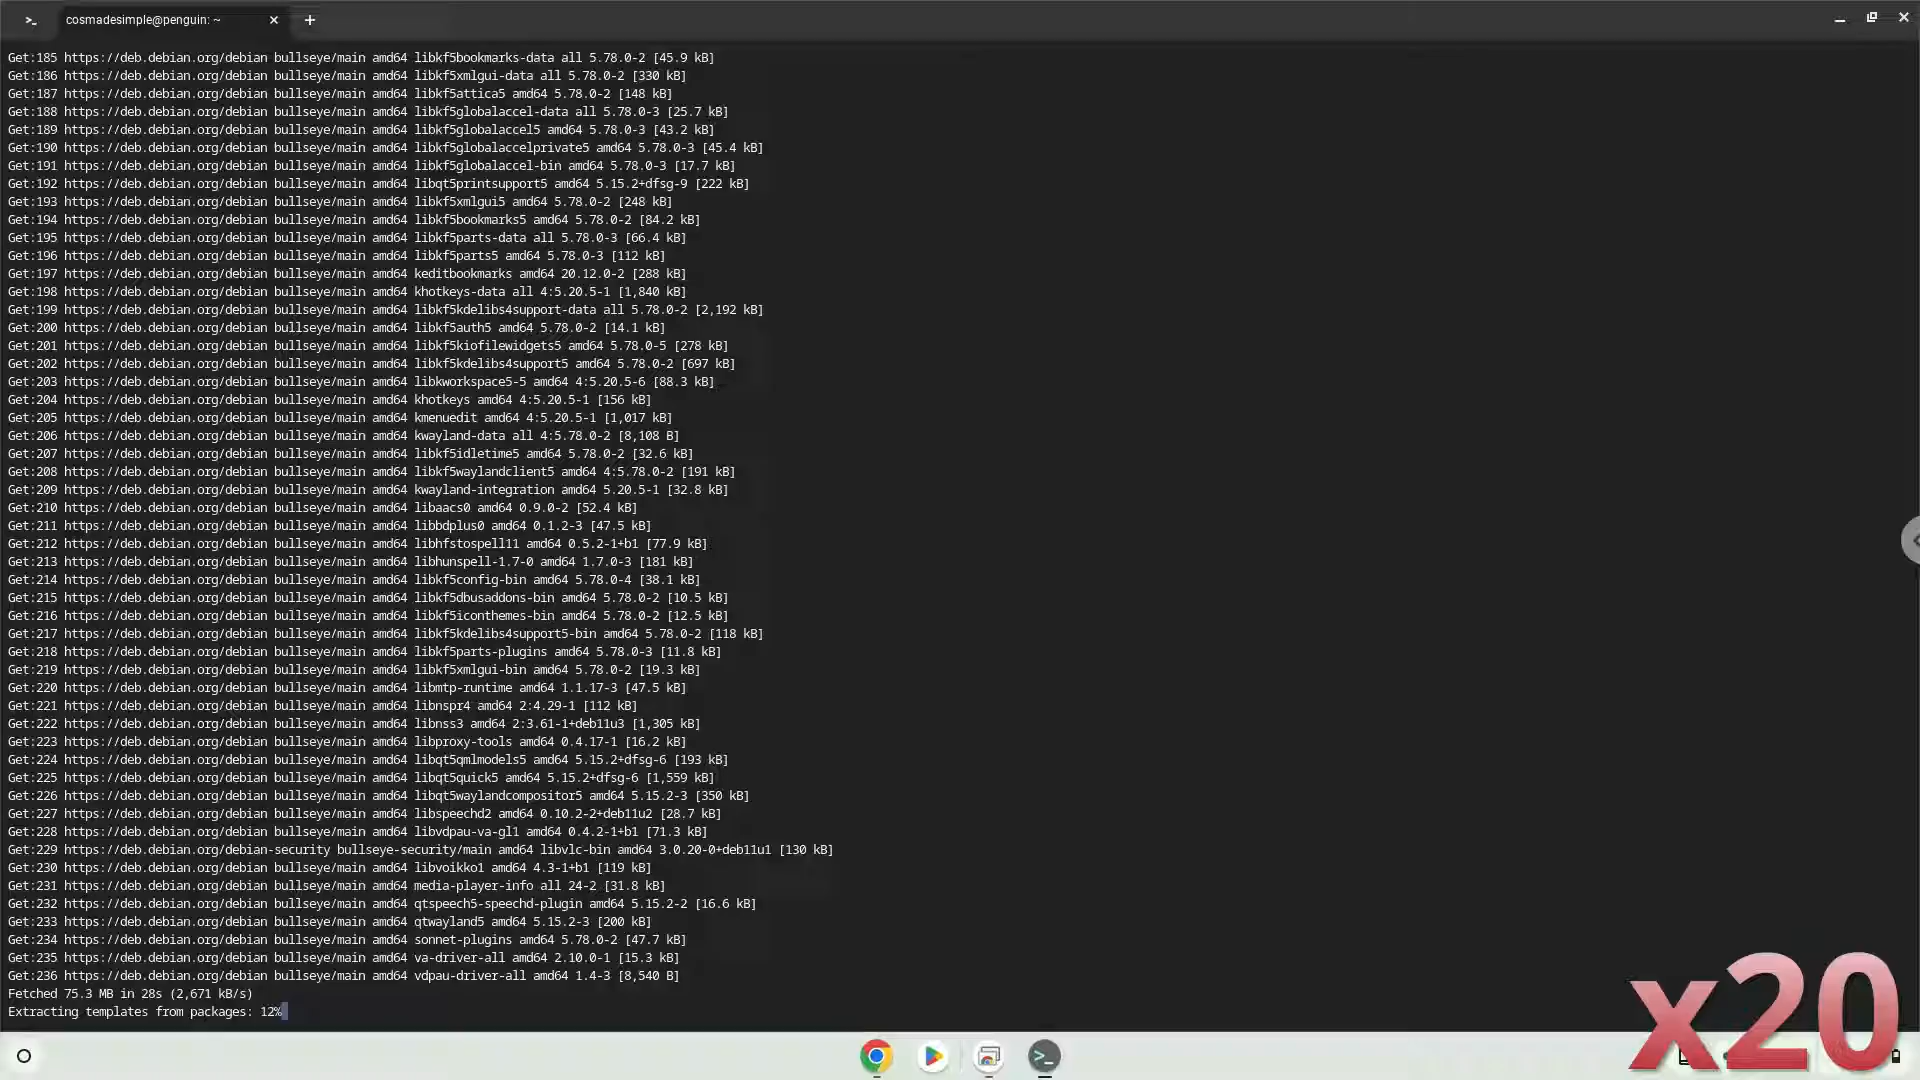 cosmadesimple@penguin: ~
Get:185 https://deb.debian.org/debian bullseye/main amd64 libkf5bookmarks-data all 5.78.0-2 [45.9 kB]
Get:186 https://deb.debian.org/debian bullseye/main amd64 libkf5xmlgui-data all 5.78.0-2 [330 kB]
Get:187 https://deb.debian.org/debian bullseye/main amd64 libkf5attica5 amd64 5.78.0-2 [148 kB]
Get:188 https://deb.debian.org/debian bullseye/main amd64 libkf5globalaccel-data all 5.78.0-3 [25.7 kB]
Get:189 https://deb.debian.org/debian bullseye/main amd64 libkf5globalaccel5 amd64 5.78.0-3 [43.2 kB]
Get:190 https://deb.debian.org/debian bullseye/main amd64 libkf5globalaccelprivate5 amd64 5.78.0-3 [45.4 kB]
Get:191 https://deb.debian.org/debian bullseye/main amd64 libkf5globalaccel-bin amd64 5.78.0-3 [17.7 kB]
Get:192 https://deb.debian.org/debian bullseye/main amd64 libqt5printsupport5 amd64 5.15.2+dfsg-9 [222 kB]
Get:193 https://deb.debian.org/debian bullseye/main amd64 libkf5xmlgui5 amd64 5.78.0-2 [248 kB]
Get:194 https://deb.debian.org/debian bullseye/main amd64 libkf5bookmarks5 amd64 5.78.0-2 [84.2 kB]
Get:195 https://deb.debian.org/debian bullseye/main amd64 libkf5parts-data all 5.78.0-3 [66.4 kB]
Get:196 https://deb.debian.org/debian bullseye/main amd64 libkf5parts5 amd64 5.78.0-3 [112 kB]
Get:197 https://deb.debian.org/debian bullseye/main amd64 keditbookmarks amd64 20.12.0-2 [288 kB]
Get:198 https://deb.debian.org/debian bullseye/main amd64 khotkeys-data all 4:5.20.5-1 [1,840 kB]
Get:199 https://deb.debian.org/debian bullseye/main amd64 libkf5kdelibs4support-data all 5.78.0-2 [2,192 kB]
Get:200 https://deb.debian.org/debian bullseye/main amd64 libkf5auth5 amd64 5.78.0-2 [14.1 kB]
Get:201 https://deb.debian.org/debian bullseye/main amd64 libkf5kiofilewidgets5 amd64 5.78.0-5 [278 kB]
Get:202 https://deb.debian.org/debian bullseye/main amd64 libkf5kdelibs4support5 amd64 5.78.0-2 [697 kB]
Get:203 https://deb.debian.org/debian bullseye/main amd64 libkworkspace5-5 amd64 4:5.20.5-6 [88.3 kB]
Get:204 https://deb.debian.org/debian bullseye/main amd64 khotkeys amd64 4:5.20.5-1 [156 kB]
Get:205 https://deb.debian.org/debian bullseye/main amd64 kmenuedit amd64 4:5.20.5-1 [1,017 kB]
Get:206 https://deb.debian.org/debian bullseye/main amd64 kwayland-data all 4:5.78.0-2 [8,108 B]
Get:207 https://deb.debian.org/debian bullseye/main amd64 libkf5idletime5 amd64 5.78.0-2 [32.6 kB]
Get:208 https://deb.debian.org/debian bullseye/main amd64 libkf5waylandclient5 amd64 4:5.78.0-2 [191 kB]
Get:209 https://deb.debian.org/debian bullseye/main amd64 kwayland-integration amd64 5.20.5-1 [32.8 kB]
Get:210 https://deb.debian.org/debian bullseye/main amd64 libaacs0 amd64 0.9.0-2 [52.4 kB]
Get:211 https://deb.debian.org/debian bullseye/main amd64 libbdplus0 amd64 0.1.2-3 [47.5 kB]
Get:212 https://deb.debian.org/debian bullseye/main amd64 libhfstospell11 amd64 0.5.2-1+b1 [77.9 kB]
Get:213 https://deb.debian.org/debian bullseye/main amd64 libhunspell-1.7-0 amd64 1.7.0-3 [181 kB]
Get:214 https://deb.debian.org/debian bullseye/main amd64 libkf5config-bin amd64 5.78.0-4 [38.1 kB]
Get:215 https://deb.debian.org/debian bullseye/main amd64 libkf5dbusaddons-bin amd64 5.78.0-2 [10.5 kB]
Get:216 https://deb.debian.org/debian bullseye/main amd64 libkf5iconthemes-bin amd64 5.78.0-2 [12.5 kB]
Get:217 https://deb.debian.org/debian bullseye/main amd64 libkf5kdelibs4support5-bin amd64 5.78.0-2 [118 kB]
Get:218 https://deb.debian.org/debian bullseye/main amd64 libkf5parts-plugins amd64 5.78.0-3 [11.8 kB]
Get:219 https://deb.debian.org/debian bullseye/main amd64 libkf5xmlgui-bin amd64 5.78.0-2 [19.3 kB]
Get:220 https://deb.debian.org/debian bullseye/main amd64 libmtp-runtime amd64 1.1.17-3 [47.5 kB]
Get:221 https://deb.debian.org/debian bullseye/main amd64 libnspr4 amd64 2:4.29-1 [112 kB]
Get:222 https://deb.debian.org/debian bullseye/main amd64 libnss3 amd64 2:3.61-1+deb11u3 [1,305 kB]
Get:223 https://deb.debian.org/debian bullseye/main amd64 libproxy-tools amd64 0.4.17-1 [16.2 kB]
Get:224 https://deb.debian.org/debian bullseye/main amd64 libqt5qmlmodels5 amd64 5.15.2+dfsg-6 [193 kB]
Get:225 https://deb.debian.org/debian bullseye/main amd64 libqt5quick5 amd64 5.15.2+dfsg-6 [1,559 kB]
Get:226 https://deb.debian.org/debian bullseye/main amd64 libqt5waylandcompositor5 amd64 5.15.2-3 [350 kB]
Get:227 https://deb.debian.org/debian bullseye/main amd64 libspeechd2 amd64 0.10.2-2+deb11u2 [28.7 kB]
Get:228 https://deb.debian.org/debian bullseye/main amd64 libvdpau-va-gl1 amd64 0.4.2-1+b1 [71.3 kB]
Get:229 https://deb.debian.org/debian-security bullseye-security/main amd64 libvlc-bin amd64 3.0.20-0+deb11u1 [130 kB]
Get:230 https://deb.debian.org/debian bullseye/main amd64 libvoikko1 amd64 4.3-1+b1 [119 kB]
Get:231 https://deb.debian.org/debian bullseye/main amd64 media-player-info all 24-2 [31.8 kB]
Get:232 https://deb.debian.org/debian bullseye/main amd64 qtspeech5-speechd-plugin amd64 5.15.2-2 [16.6 kB]
Get:233 https://deb.debian.org/debian bullseye/main amd64 qtwayland5 amd64 5.15.2-3 [200 kB]
Get:234 https://deb.debian.org/debian bullseye/main amd64 sonnet-plugins amd64 5.78.0-2 [47.7 kB]
Get:235 https://deb.debian.org/debian bullseye/main amd64 va-driver-all amd64 2.10.0-1 [15.3 kB]
Get:236 https://deb.debian.org/debian bullseye/main amd64 vdpau-driver-all amd64 1.4-3 [8,540 B]
Fetched 75.3 MB in 28s (2,671 kB/s)
Extracting templates from packages: 12%
x20